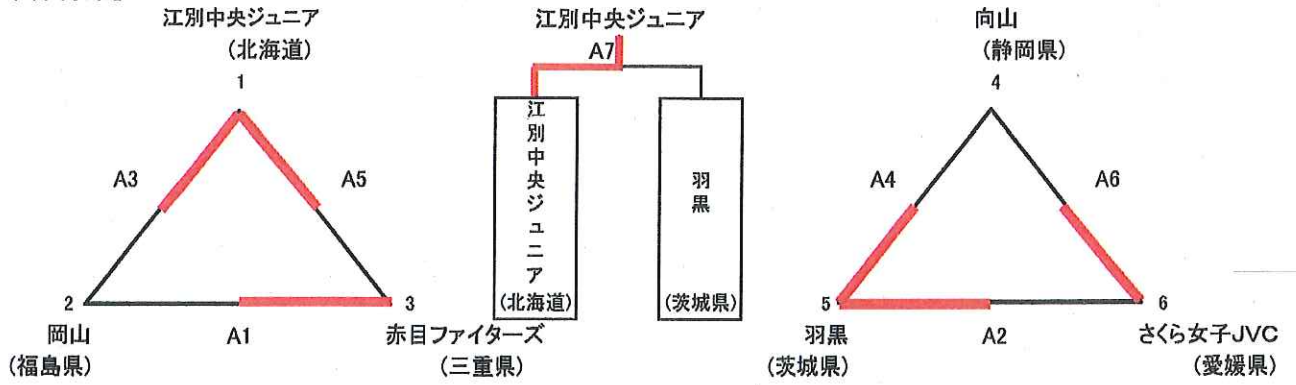 江別中央ジュニア
(北海道)
1
A3
A5
2
3
岡山
(福島県)
A1
赤目ファイターズ
(三重県)
江別中央ジュニア
A7
江別中央ジュニア
(北海道)
羽黒
(茨城県)
向山
(静岡県)
4
A4
A6
5
6
羽黒
(茨城県)
A2
さくら女子JVC
(愛媛県)